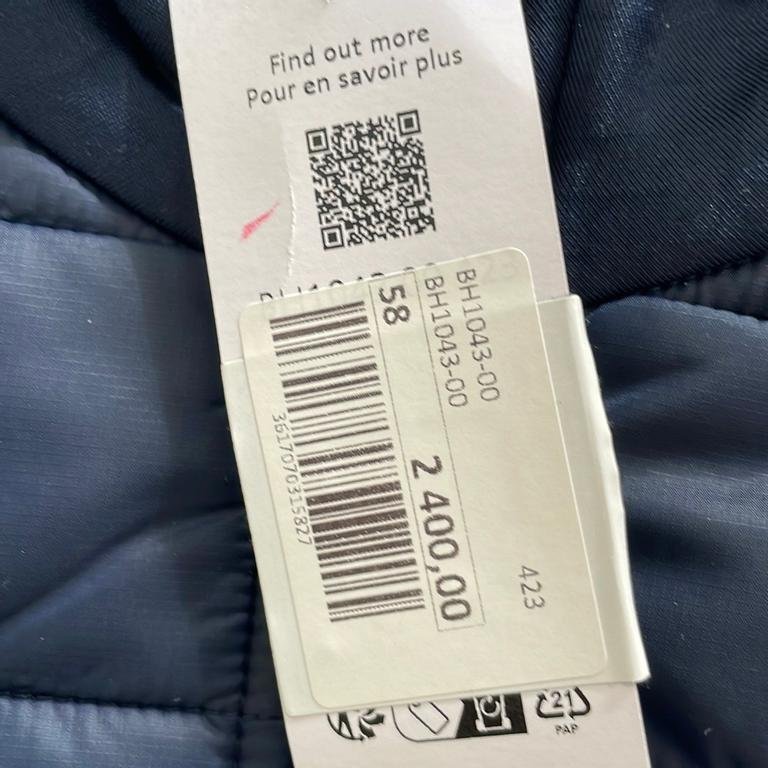 Find out more
Pour en savoir plus
BH1043-00
BH1043-00
58
2 400,00
3617070315827
423
21
PAP